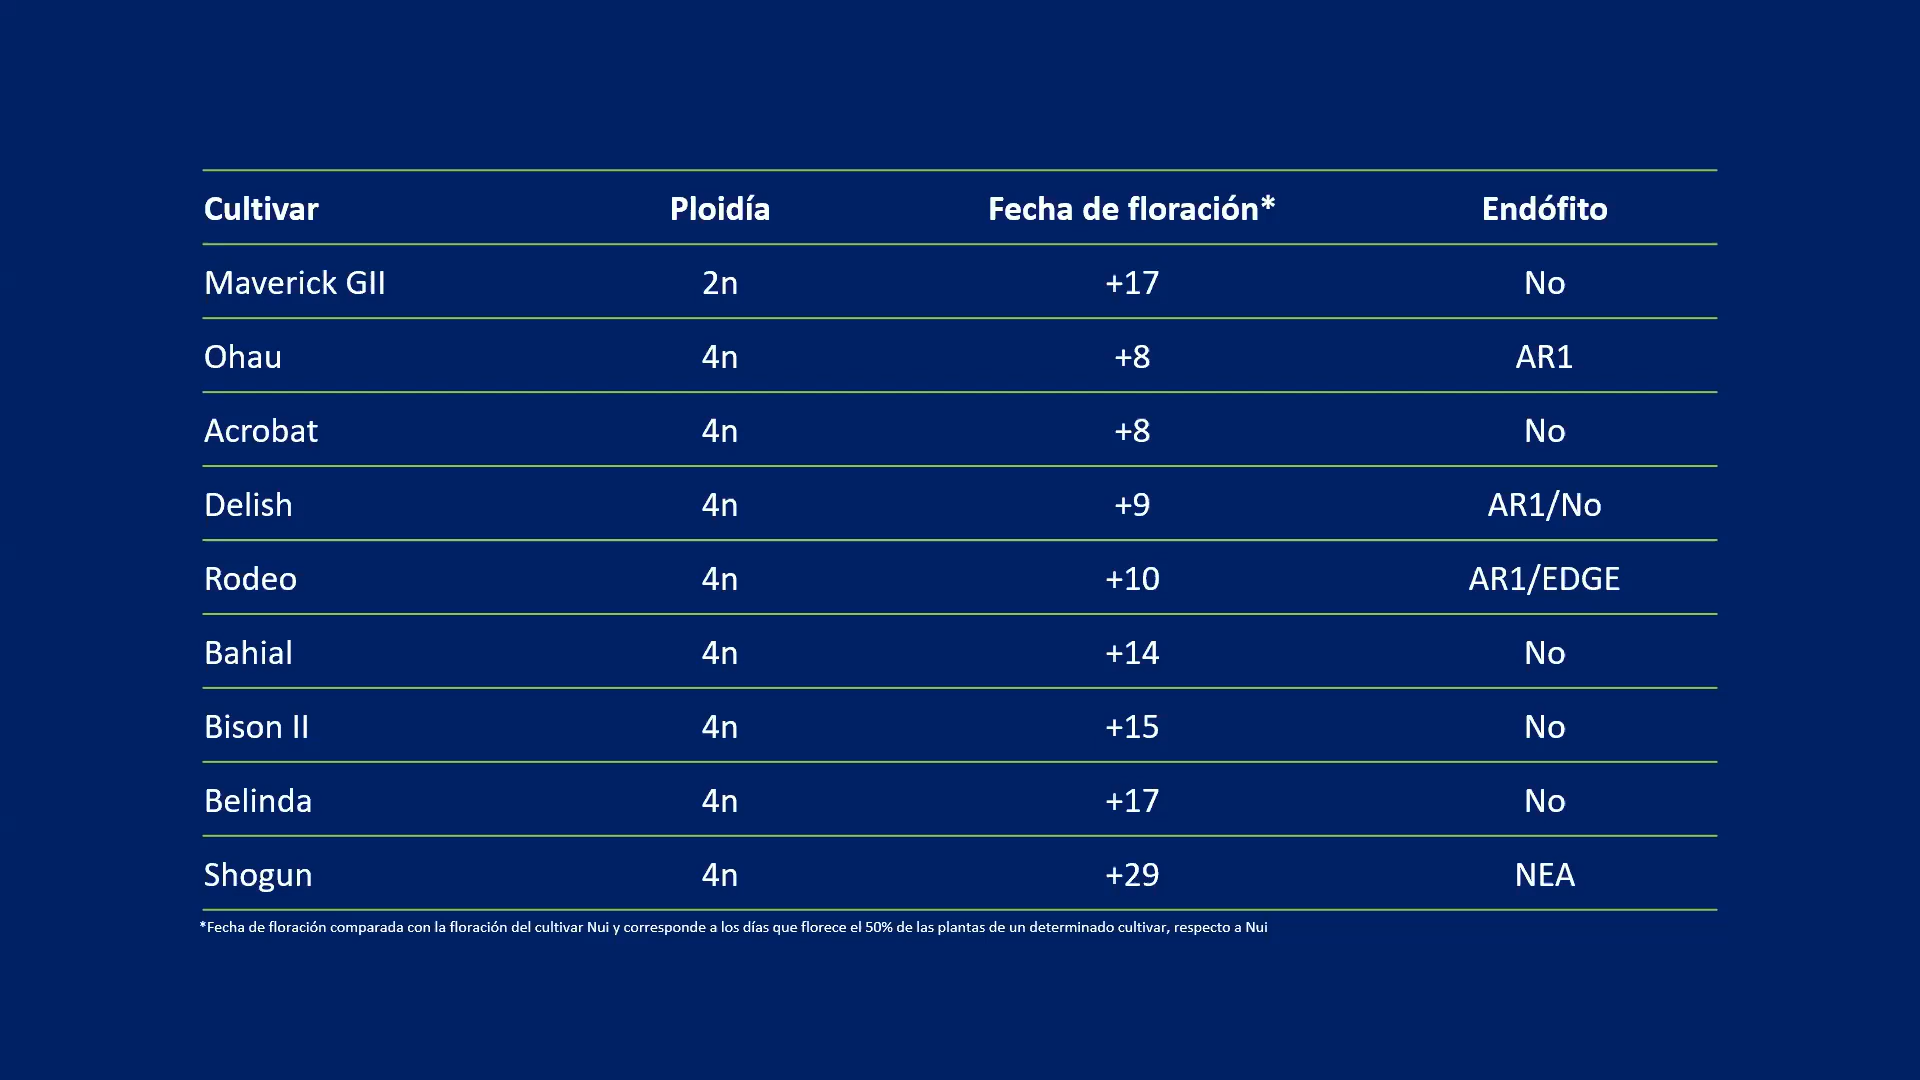 Cultivar Ploidía Fecha de floración* Endófito
Maverick GII 2n +17 No
Ohau 4n +8 AR1
Acrobat 4n +8 No
Delish 4n +9 AR1/No
Rodeo 4n +10 AR1/EDGE
Bahial 4n +14 No
Bison II 4n +15 No
Belinda 4n +17 No
Shogun 4n +29 NEA
*Fecha de floración comparada con la floración del cultivar Nui y corresponde a los días que florece el 50% de las plantas de un determinado cultivar, respecto a Nui